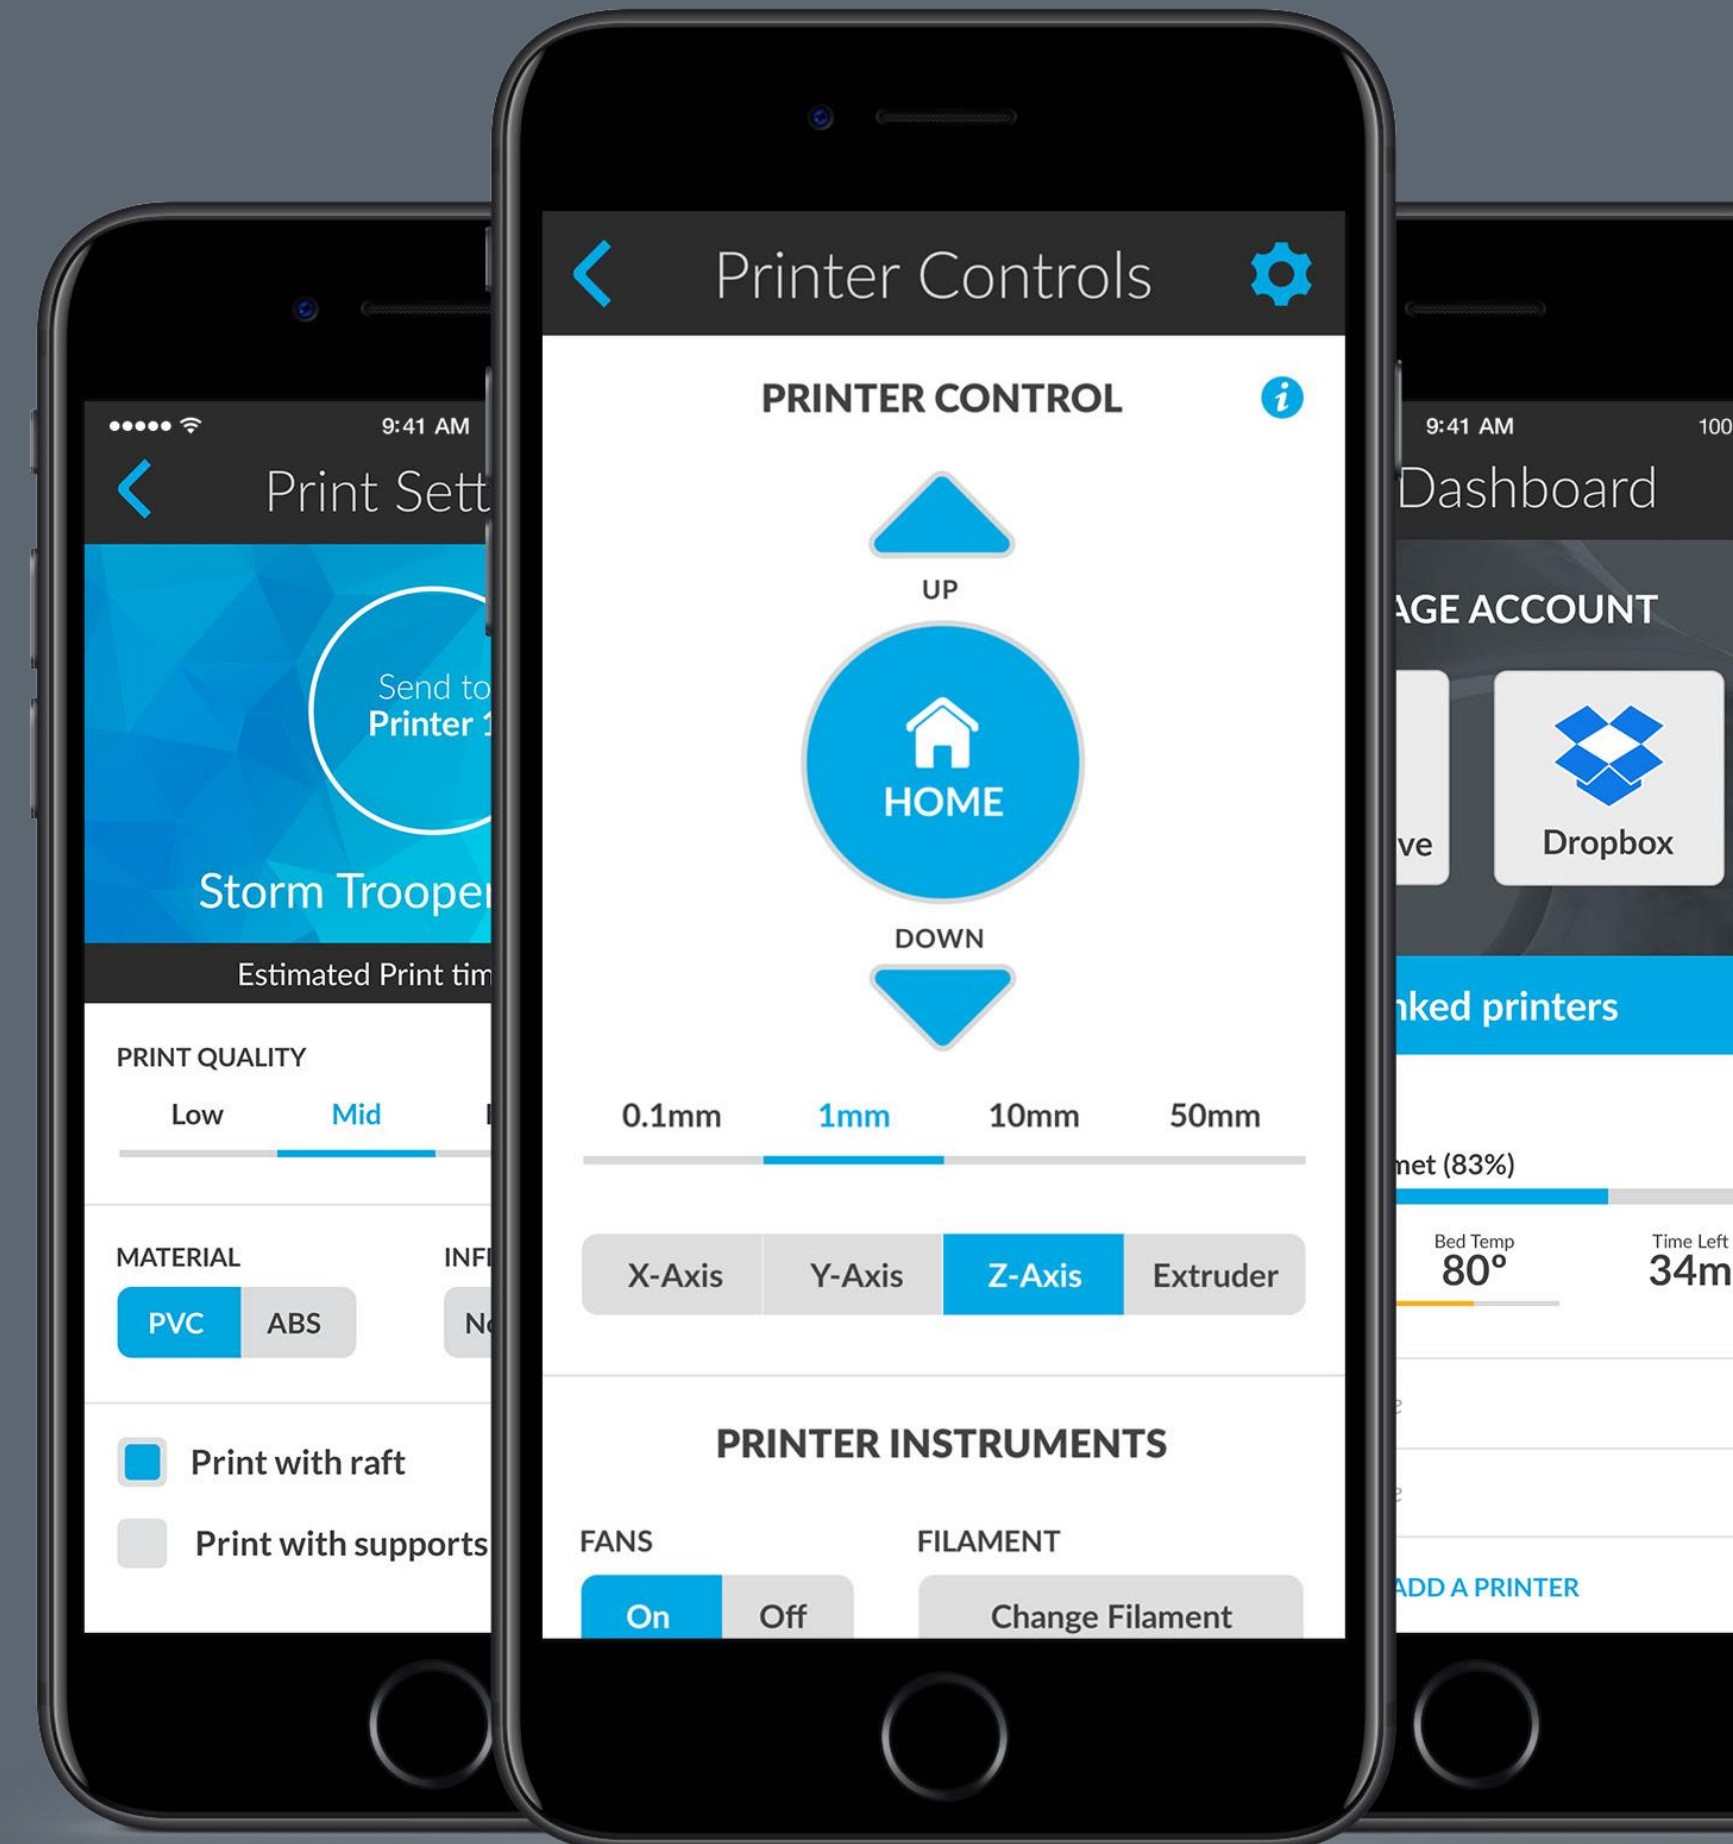 9:41 AM
Print Sett
Send to
Printer 1
Storm Trooper
Estimated Print tim
PRINT QUALITY
Low Mid
MATERIAL INF
PVC ABS No
Print with raft
Print with supports
Printer Controls
PRINTER CONTROL
UP
HOME
DOWN
0.1mm 1mm 10mm 50mm
X-Axis Y-Axis Z-Axis Extruder
PRINTER INSTRUMENTS
FANS FILAMENT
On Off Change Filament
9:41 AM 100
Dashboard
AGE ACCOUNT
ve Dropbox
nked printers
met (83%)
Bed Temp Time Left
80° 34m
ADD A PRINTER